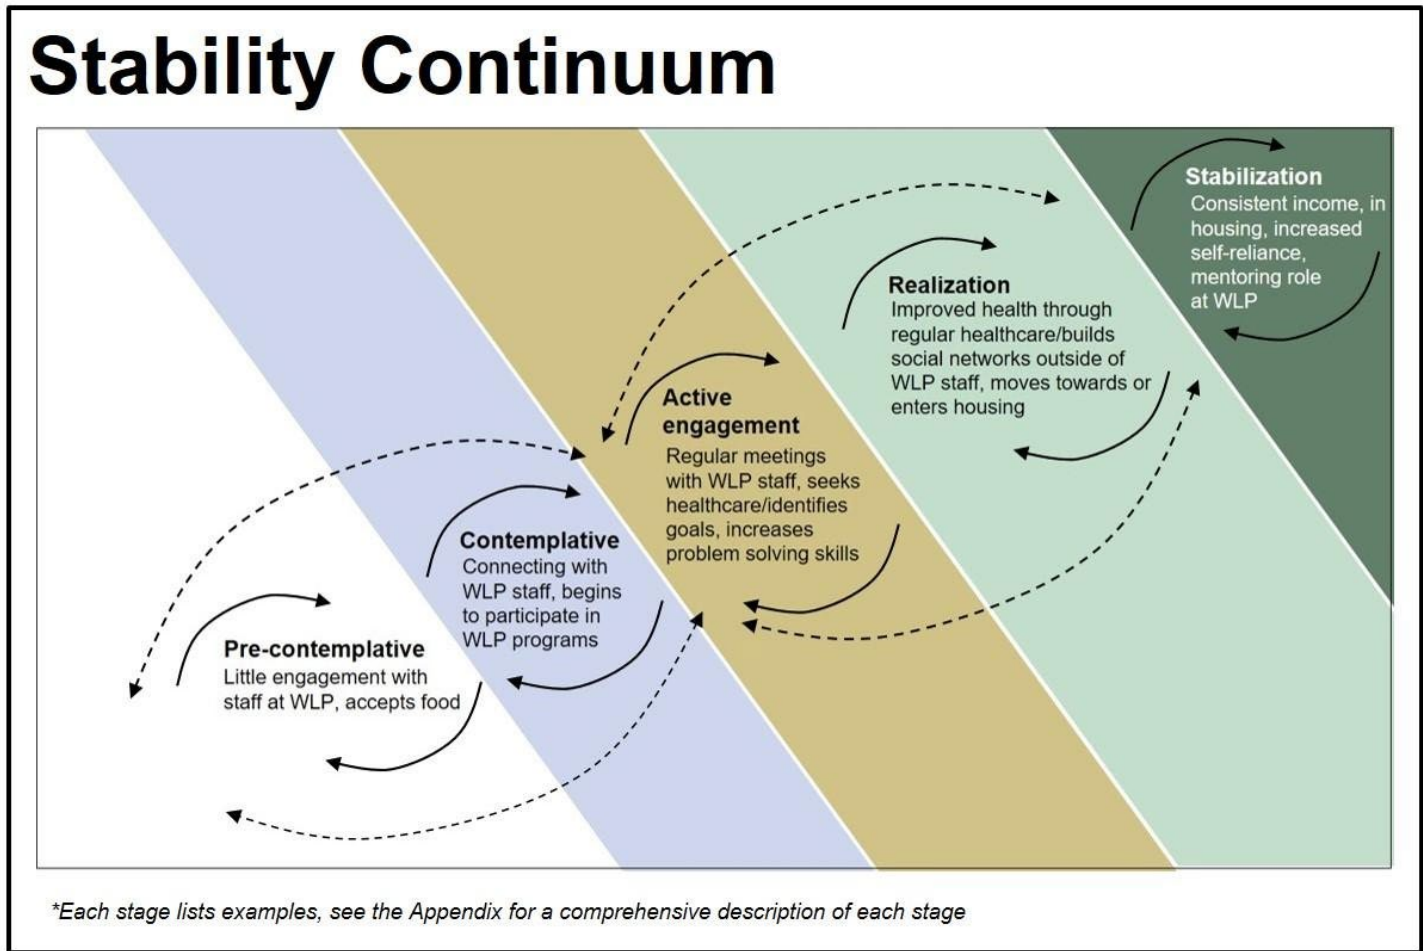 Stability Continuum
Stabilization
Consistent income, in
housing, increased
self-reliance,
mentoring role
at WLP
Realization
Improved health through
regular healthcare/builds
social networks outside of
WLP staff, moves towards or
enters housing
Active
engagement
Regular meetings
with WLP staff, seeks
healthcare/identifies
goals, increases
problem solving skills
Contemplative
Connecting with
WLP staff, begins
to participate in
WLP programs
Pre-contemplative
Little engagement with
staff at WLP, accepts food
*Each stage lists examples, see the Appendix for a comprehensive description of each stage